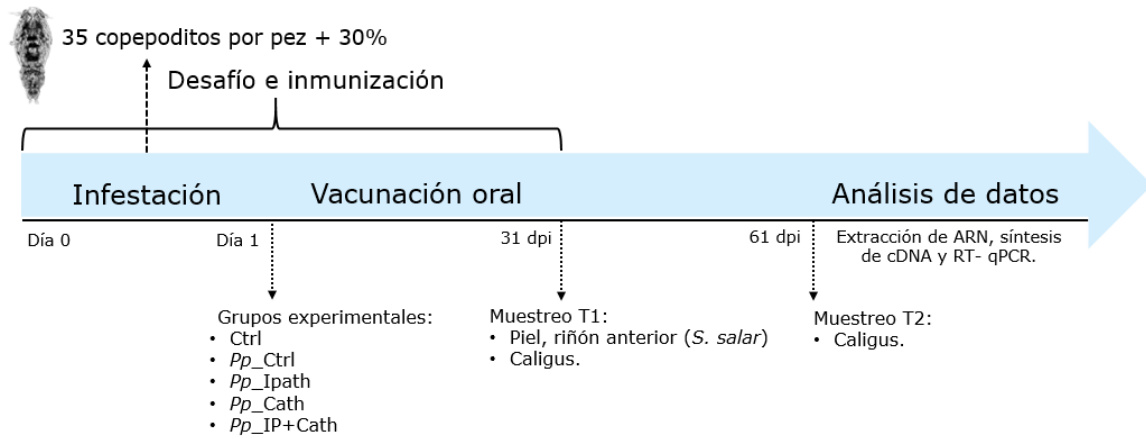 35 copepoditos por pez + 30%
Desafío e inmunización
Infestación
Vacunación oral
Análisis de datos
Día 0
Día 1
31 dpi
61 dpi
Extracción de ARN, síntesis
de cDNA y RT- qPCR.
Grupos experimentales:
• Ctrl
• Pp_Ctrl
• Pp_Ipath
• Pp_Cath
• Pp_IP+Cath
Muestreo T1:
• Piel, riñón anterior (S. salar)
• Caligus.
Muestreo T2:
• Caligus.